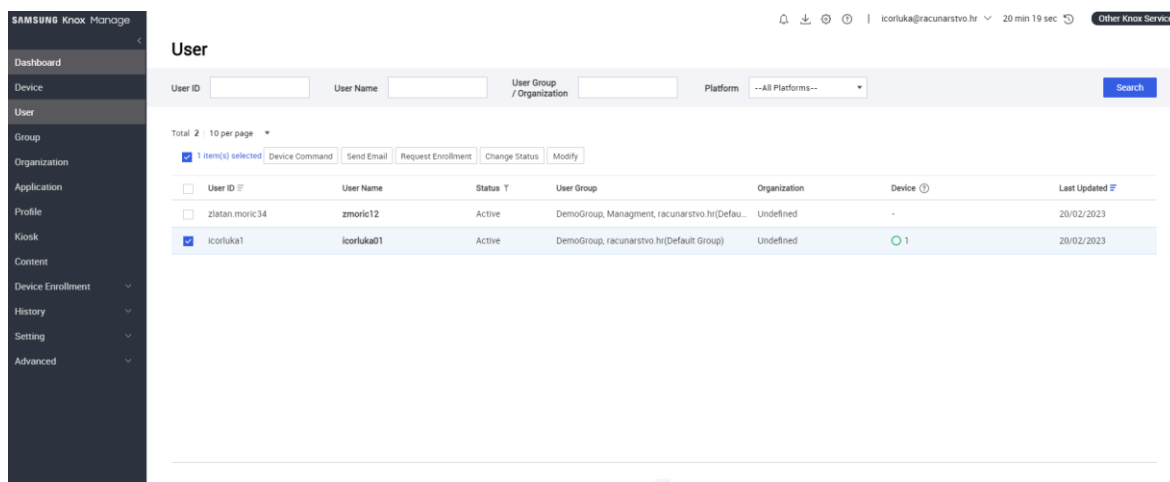 SAMSUNG Knox Manage
icorluka@racunarstvo.hr 20 min 19 sec Other Knox Service
Dashboard
Device
User
Group
Organization
Application
Profile
Kiosk
Content
Device Enrollment
History
Setting
Advanced
User
User ID User Name User Group / Organization Platform --All Platforms-- Search
Total 2 10 per page
1 item(s) selected Device Command Send Email Request Enrollment Change Status Modify
User ID User Name Status User Group Organization Device Last Updated
zlatan.moric34 zmoric12 Active DemoGroup, Managment, racunarstvo.hr(Defau... Undefined - 20/02/2023
icorluka1 icorluka01 Active DemoGroup, racunarstvo.hr(Default Group) Undefined 1 20/02/2023